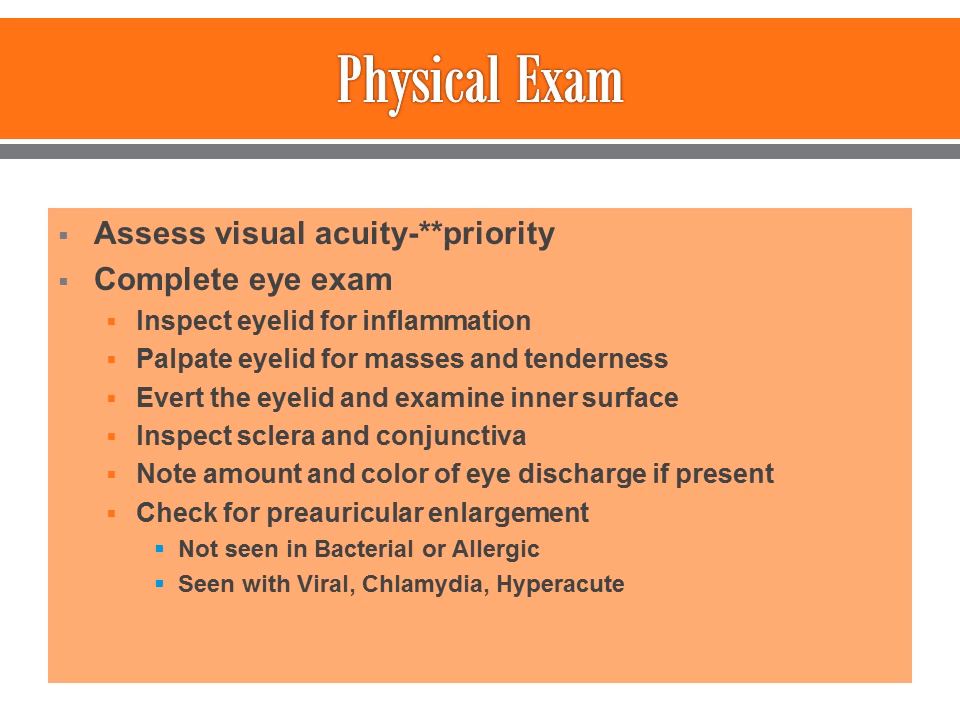 Physical Exam
Assess visual acuity-**priority
Complete eye exam
Inspect eyelid for inflammation
Palpate eyelid for masses and tenderness
Evert the eyelid and examine inner surface
Inspect sclera and conjunctiva
Note amount and color of eye discharge if present
Check for preauricular enlargement
Not seen in Bacterial or Allergic
Seen with Viral, Chlamydia, Hyperacute